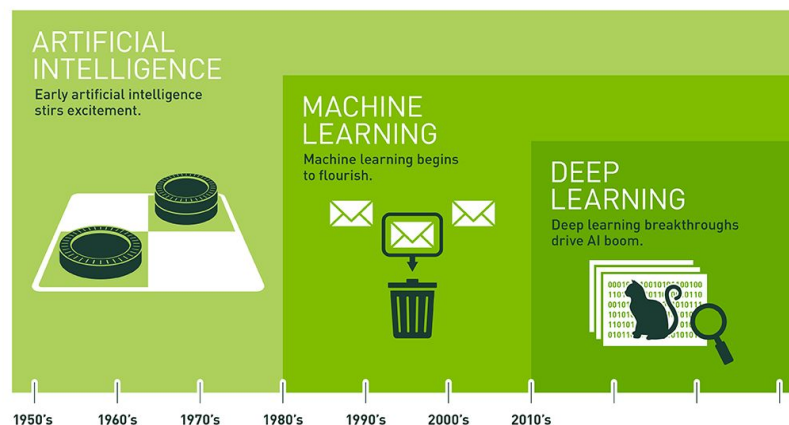 ARTIFICIAL
INTELLIGENCE
Early artificial intelligence
stirs excitement.
MACHINE
LEARNING
Machine learning begins
to flourish.
DEEP
LEARNING
Deep learning breakthroughs
drive AI boom.
1950's
1960's
1970's
1980's
1990's
2000's
2010's